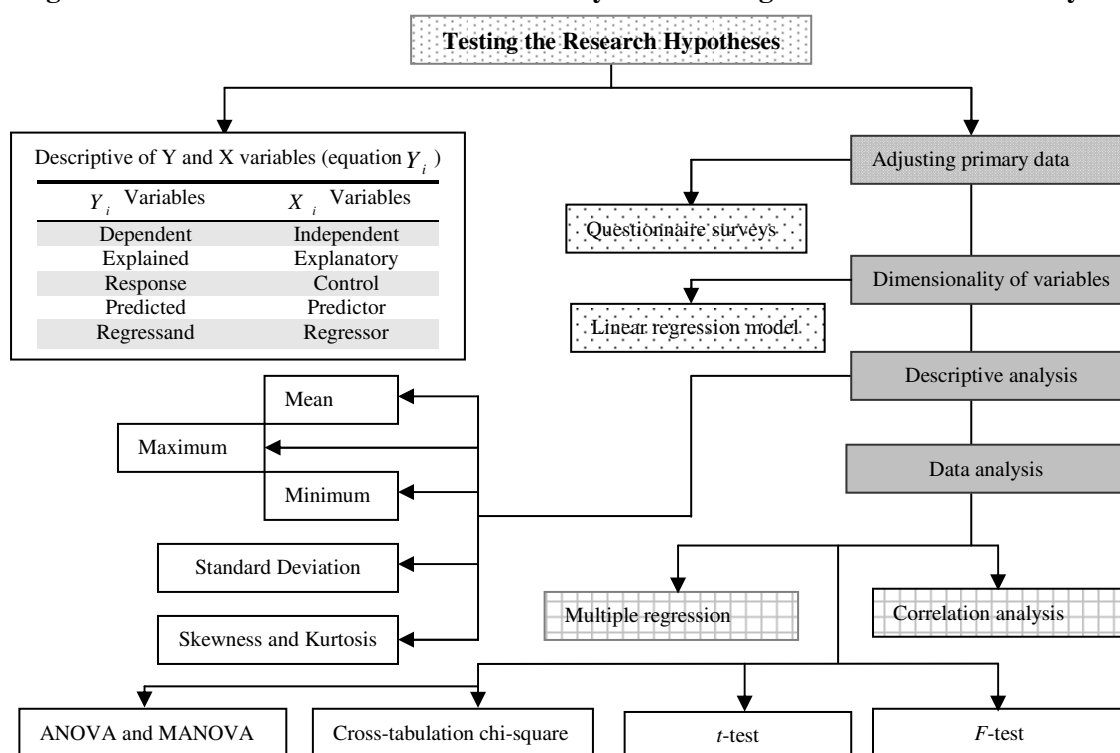 Testing the Research Hypotheses
Descriptive of Y and X variables (equation Y i )
Y i Variables X i Variables
Dependent Independent
Explained Explanatory
Response Control
Predicted Predictor
Regressand Regressor
Adjusting primary data
Questionnaire surveys
Dimensionality of variables
Linear regression model
Descriptive analysis
Mean
Maximum
Minimum
Standard Deviation
Skewness and Kurtosis
Data analysis
Multiple regression
Correlation analysis
ANOVA and MANOVA
Cross-tabulation chi-square
t-test
F-test